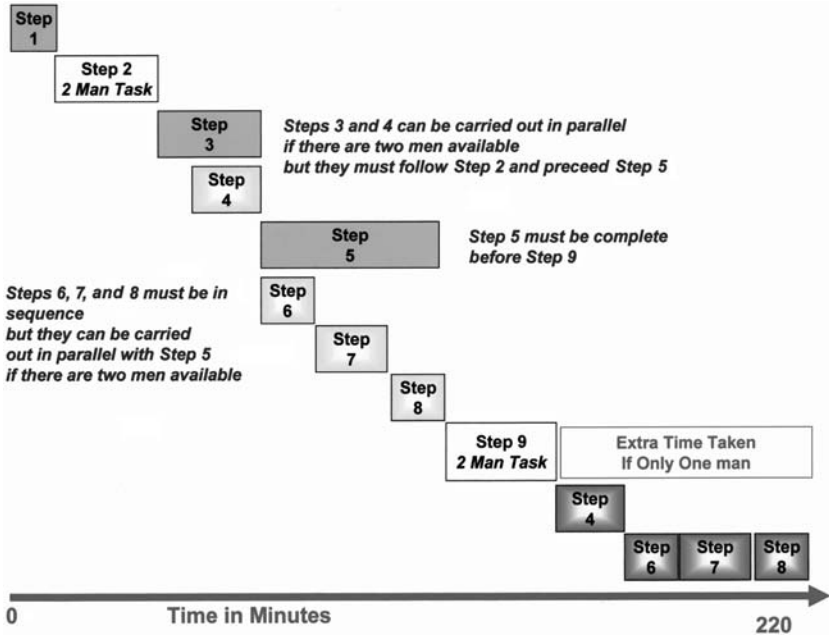 Step
1
Step 2
2 Man Task
Step
3
Steps 3 and 4 can be carried out in parallel
if there are two men available
but they must follow Step 2 and preceed Step 5
Step
4
Step
5
Step 5 must be complete
before Step 9
Steps 6, 7, and 8 must be in
sequence
but they can be carried
out in parallel with Step 5
if there are two men available
Step
6
Step
7
Step
8
Step 9
2 Man Task
Extra Time Taken
If Only One man
Step
4
Step
6
Step
7
Step
8
0
Time in Minutes
220